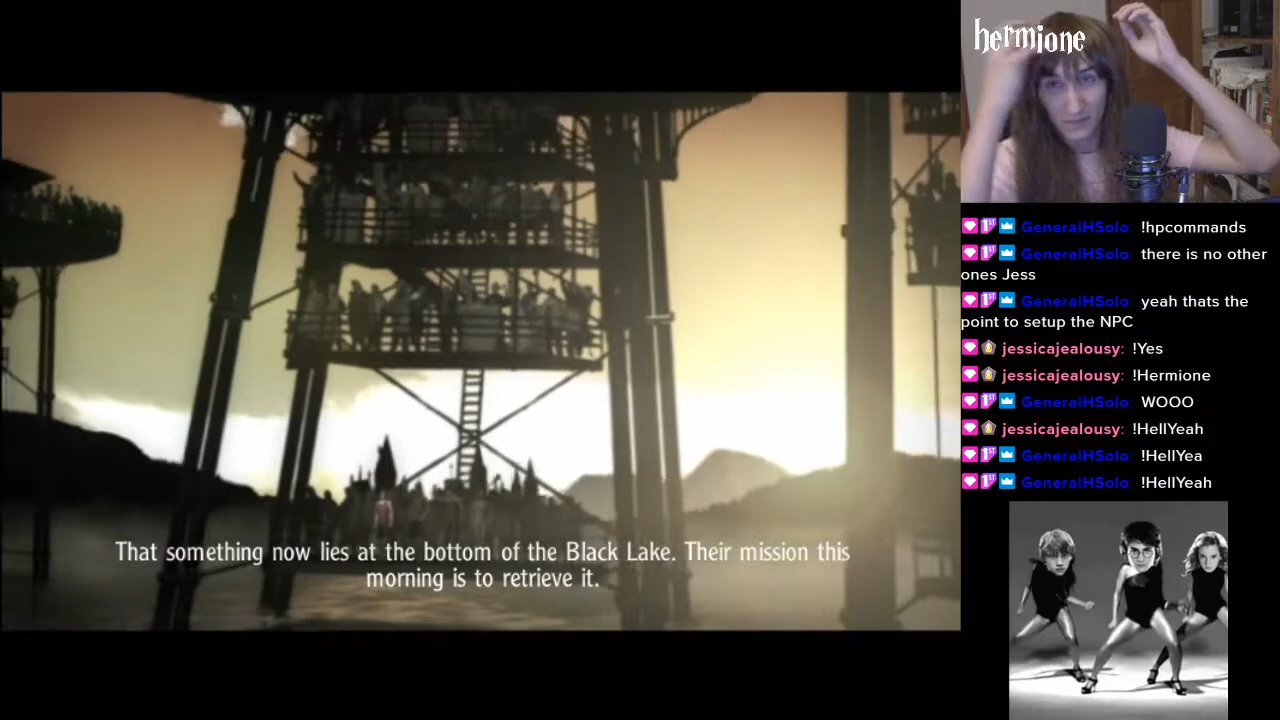 hermione
GeneralHSolo: !hpcommands
GeneralHSolo: there is no other
ones Jess
GeneralHSolo: yeah thats the
point to setup the NPC
jessicajealousy: !Yes
jessicajealousy: !Hermione
GeneralHSolo: WOOO
jessicajealousy: !HellYeah
GeneralHSolo: !HellYea
GeneralHSolo: !HellYeah
That something now lies at the bottom of the Black Lake. Their mission this
morning is to retrieve it.